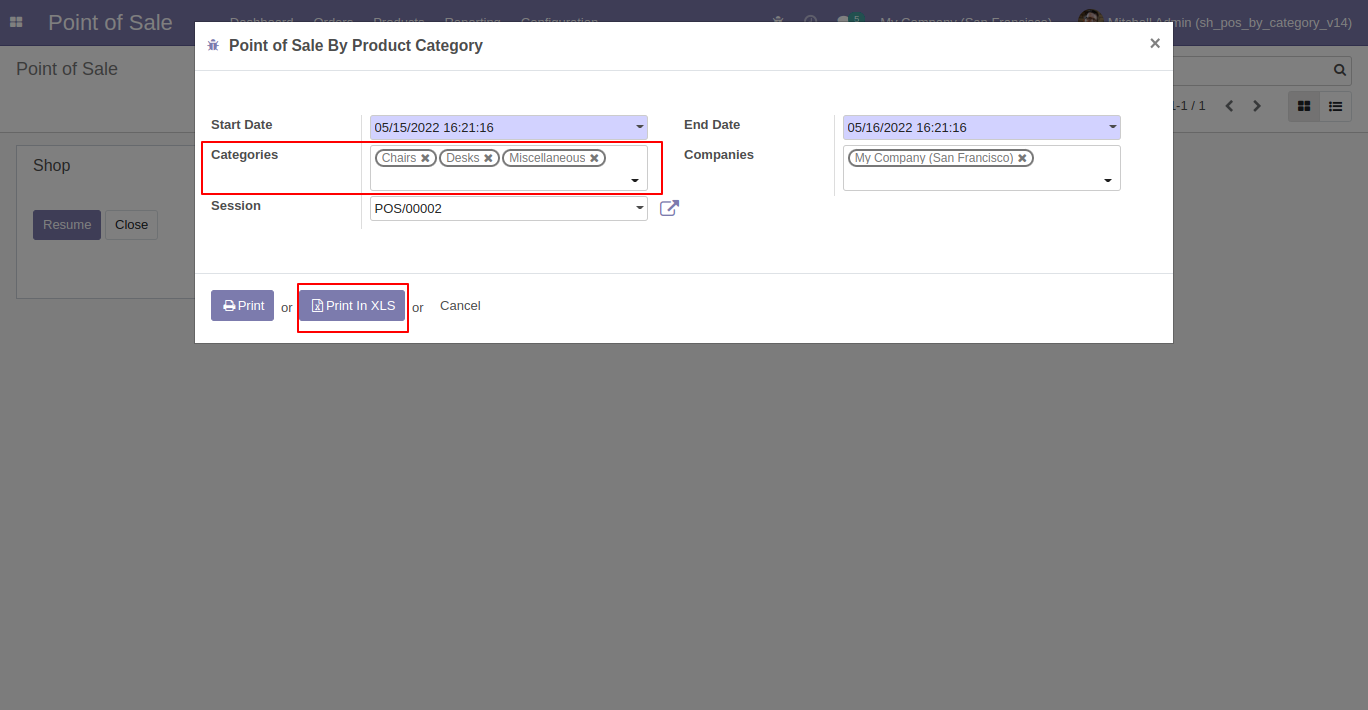 Point of Sale Dashboard Orders Products Reporting Configuration 5 My Company (San Francisco) Mitchell Admin (sh_pos_by_category_v14)
Point of Sale By Product Category ×
Point of Sale
1-1 / 1
Start Date 05/15/2022 16:21:16 End Date 05/16/2022 16:21:16
Categories Chairs ✖ Desks ✖ Miscellaneous ✖ Companies My Company (San Francisco) ✖
Shop
Session POS/00002
Resume Close
Print or Print In XLS or Cancel